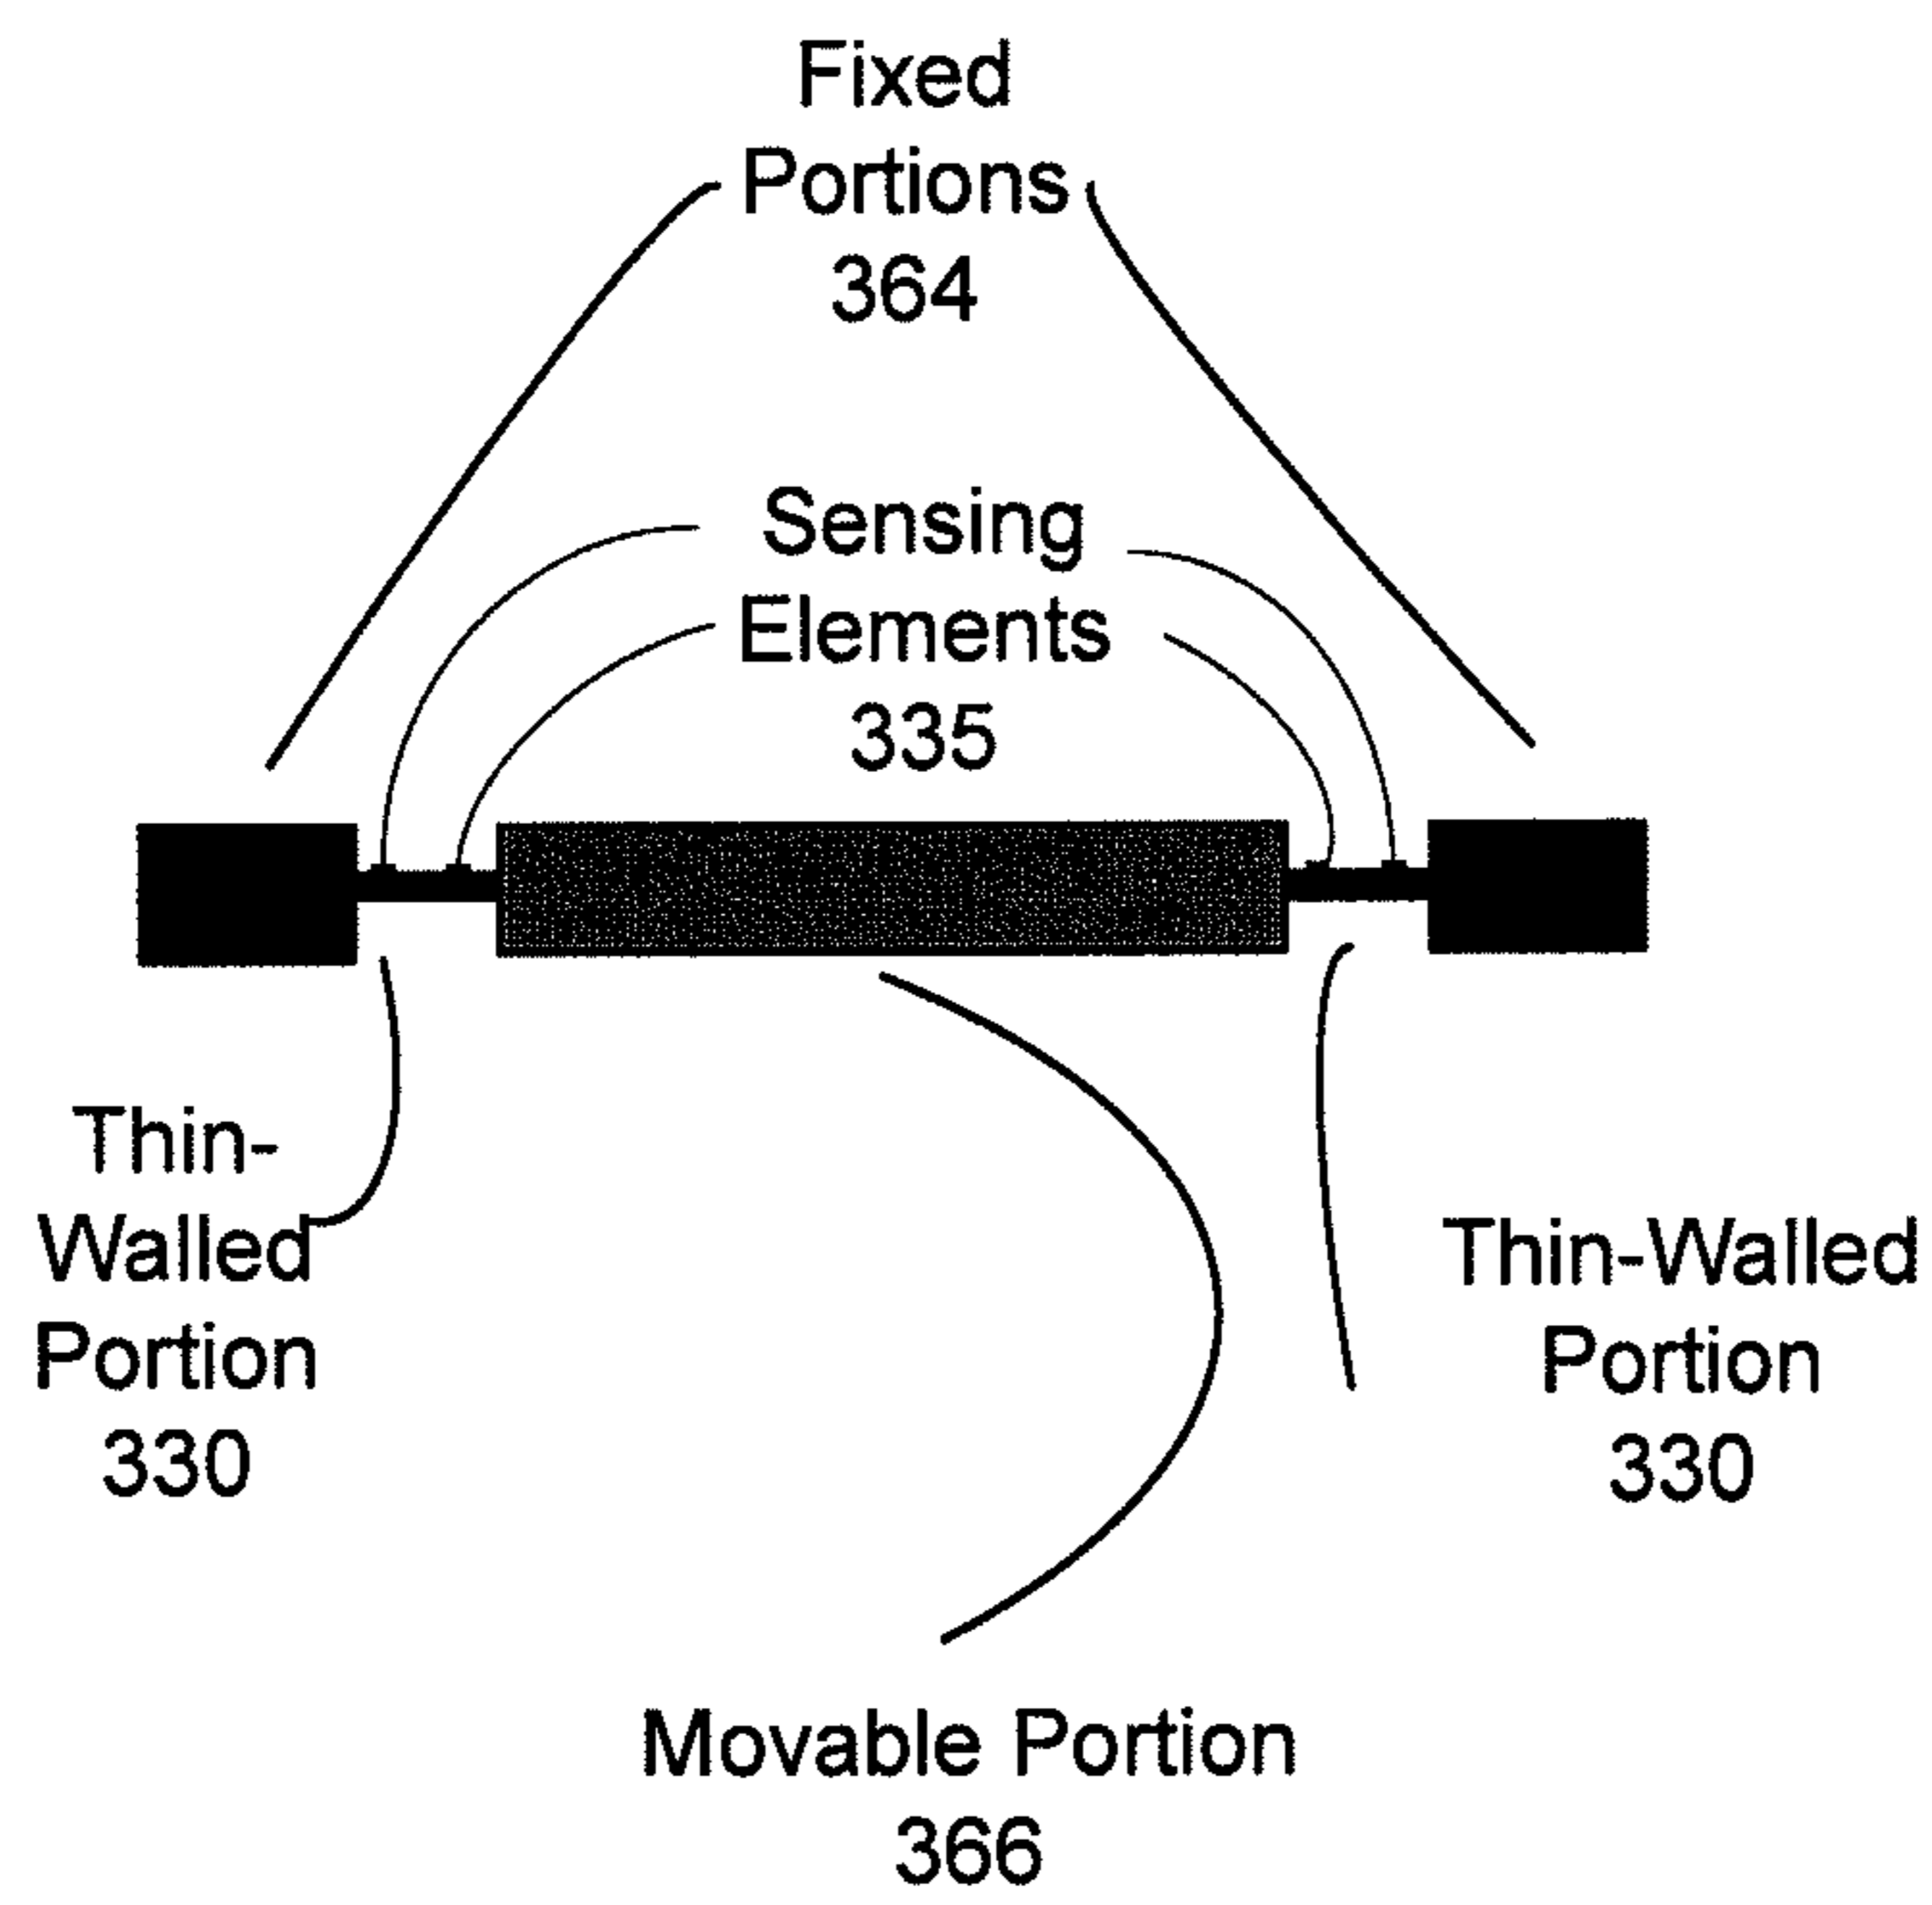 Fixed
Portions
364
Sensing
Elements
335
Thin-
Walled
Portion
330
Thin-Walled
Portion
330
Movable Portion
366